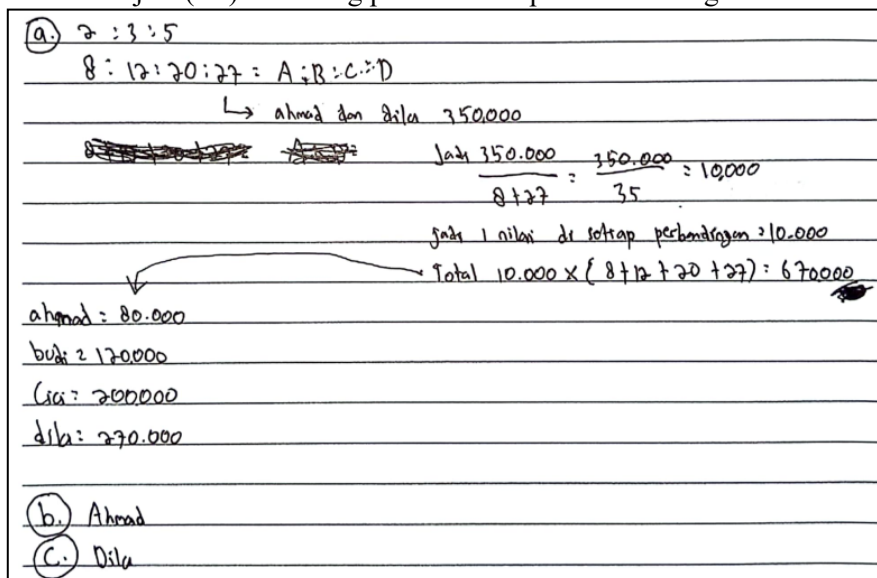 a.) 2 : 3 : 5
8 : 12 : 20 : 27 = A : B : C : D
↳ ahmad dan dila 350,000
Jadi 350.000 / 8+27 = 350.000 / 35 = 10,000
jadi 1 nilai di setiap perbandingan = 10.000
Total 10.000 x ( 8+12+20+27) = 670,000
ahmad = 80.000
budi = 120,000
Cici = 200000
dila = 270.000
b.) Ahmad
C.) Dila